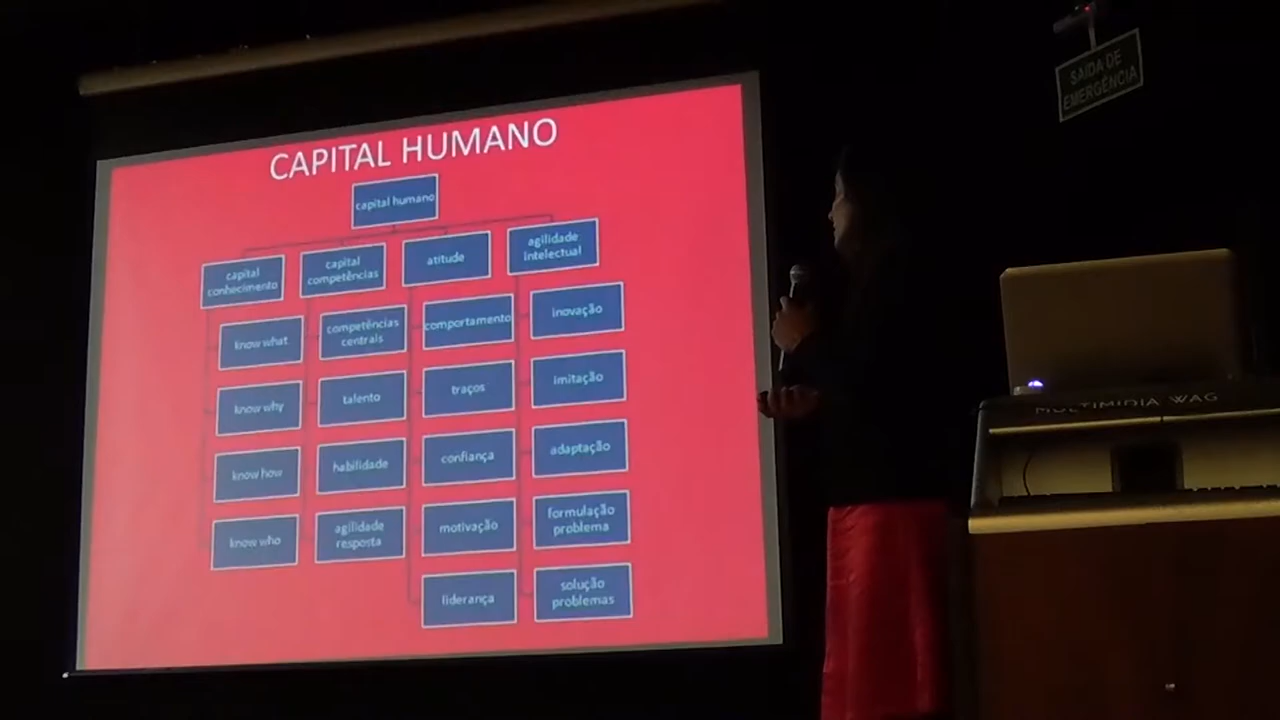 SAÍDA DE
EMERGÊNCIA
CAPITAL HUMANO
capital humano
capital
conhecimento
capital
competências
atitude
agilidade
intelectual
know what
know why
know how
know who
competências
centrais
talento
habilidade
agilidade
resposta
comportamento
traços
confiança
motivação
liderança
inovação
imitação
adaptação
formulação
problema
solução
problemas
MULTIMIDIA WAG